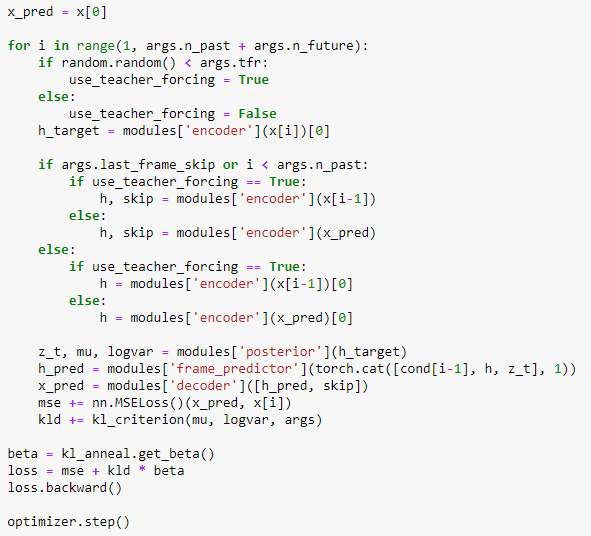 x_pred = x[0]

for i in range(1, args.n_past + args.n_future):
    if random.random() < args.tfr:
        use_teacher_forcing = True
    else:
        use_teacher_forcing = False
    h_target = modules['encoder'](x[i])[0]

    if args.last_frame_skip or i < args.n_past:
        if use_teacher_forcing == True:
            h, skip = modules['encoder'](x[i-1])
        else:
            h, skip = modules['encoder'](x_pred)
    else:
        if use_teacher_forcing == True:
            h = modules['encoder'](x[i-1])[0]
        else:
            h = modules['encoder'](x_pred)[0]

    z_t, mu, logvar = modules['posterior'](h_target)
    h_pred = modules['frame_predictor'](torch.cat([cond[i-1], h, z_t], 1))
    x_pred = modules['decoder']([h_pred, skip])
    mse += nn.MSELoss()(x_pred, x[i])
    kld += kl_criterion(mu, logvar, args)

beta = kl_anneal.get_beta()
loss = mse + kld * beta
loss.backward()

optimizer.step()